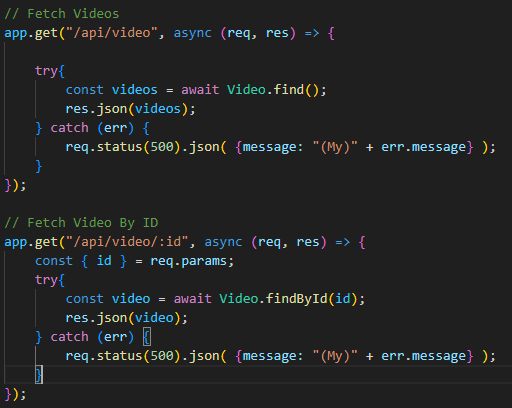 // Fetch Videos
app.get("/api/video", async (req, res) => {
try{
const videos = await Video.find();
res.json(videos);
} catch (err) {
req.status(500).json( {message: "(My)" + err.message} );
}
});
// Fetch Video By ID
app.get("/api/video/:id", async (req, res) => {
const { id } = req.params;
try{
const video = await Video.findById(id);
res.json(video);
} catch (err) {
req.status(500).json( {message: "(My)" + err.message} );
}
});